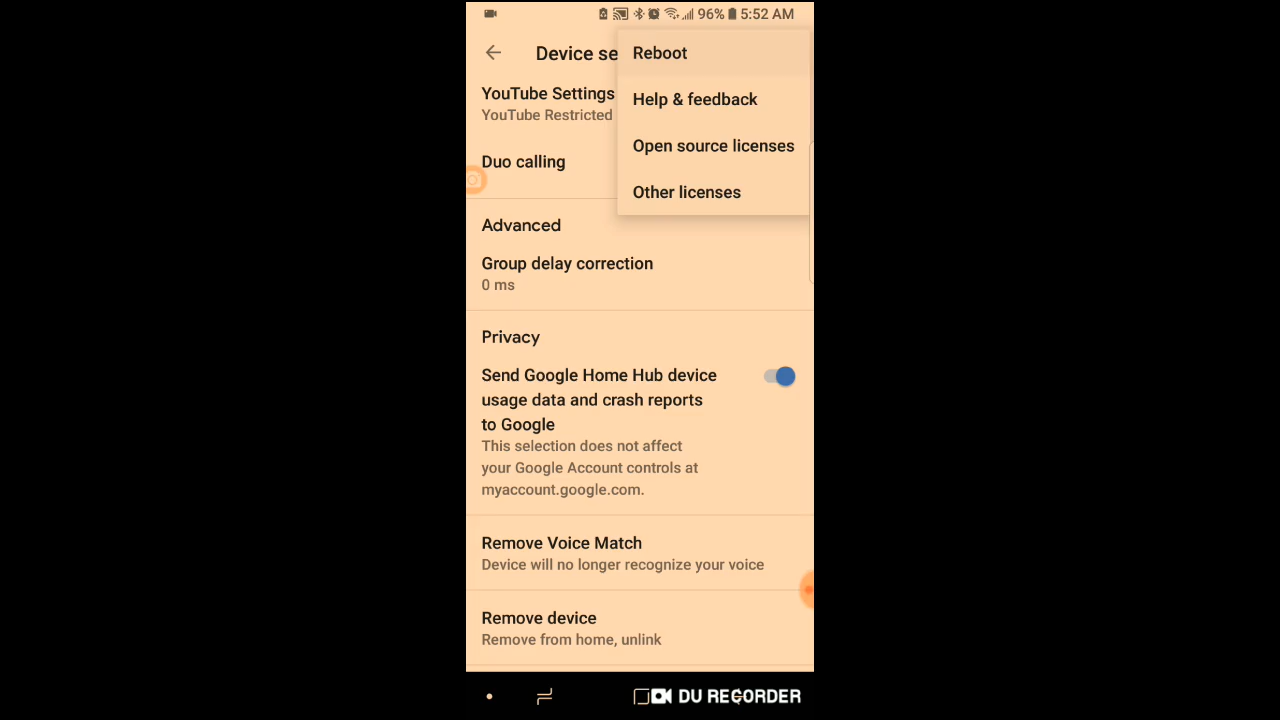 96% 5:52 AM
Device se
Reboot
Help & feedback
Open source licenses
Other licenses
YouTube Settings
YouTube Restricted
Duo calling
Advanced
Group delay correction
0 ms
Privacy
Send Google Home Hub device
usage data and crash reports
to Google
This selection does not affect
your Google Account controls at
myaccount.google.com.
Remove Voice Match
Device will no longer recognize your voice
Remove device
Remove from home, unlink
DU RECORDER